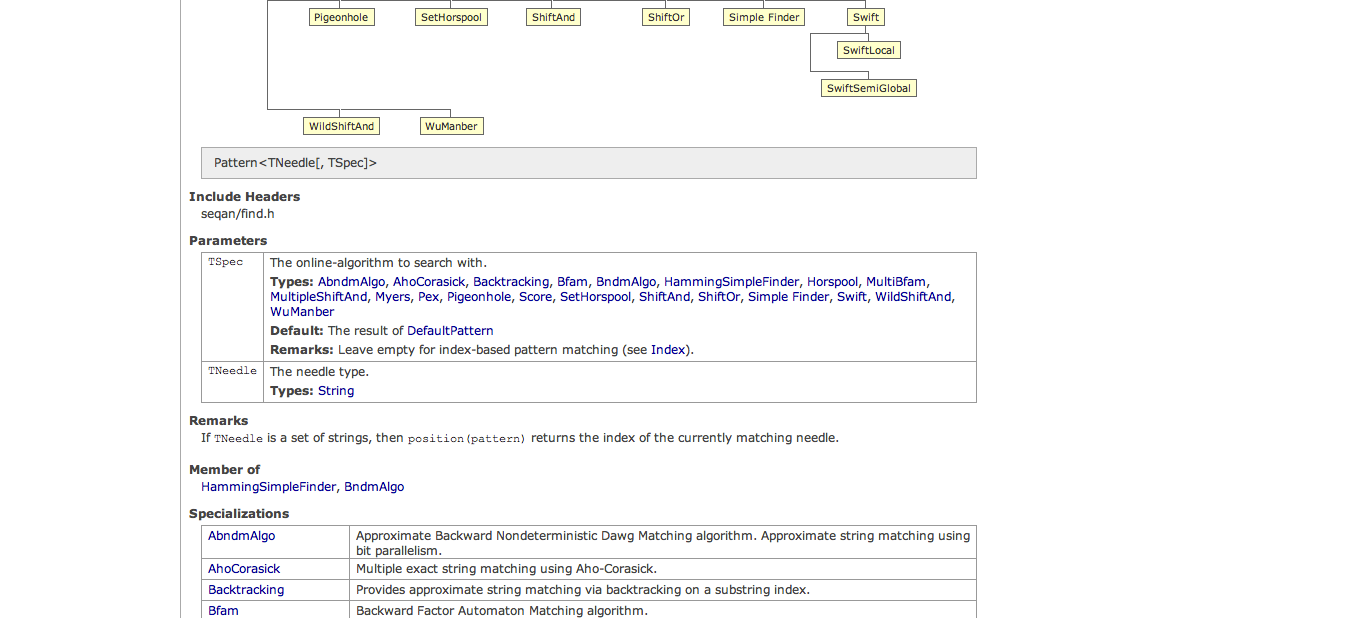 Pigeonhole SetHorspool ShiftAnd ShiftOr Simple Finder Swift
SwiftLocal
SwiftSemiGlobal
WildShiftAnd WuManber
Pattern<TNeedle[, TSpec]>
Include Headers
seqan/find.h
Parameters
TSpec The online-algorithm to search with.
Types: AbndmAlgo, AhoCorasick, Backtracking, Bfam, BndmAlgo, HammingSimpleFinder, Horspool, MultiBfam,
MultipleShiftAnd, Myers, Pex, Pigeonhole, Score, SetHorspool, ShiftAnd, ShiftOr, Simple Finder, Swift, WildShiftAnd,
WuManber
Default: The result of DefaultPattern
Remarks: Leave empty for index-based pattern matching (see Index).
TNeedle The needle type.
Types: String
Remarks
If TNeedle is a set of strings, then position(pattern) returns the index of the currently matching needle.
Member of
HammingSimpleFinder, BndmAlgo
Specializations
AbndmAlgo Approximate Backward Nondeterministic Dawg Matching algorithm. Approximate string matching using
bit parallelism.
AhoCorasick Multiple exact string matching using Aho-Corasick.
Backtracking Provides approximate string matching via backtracking on a substring index.
Bfam Backward Factor Automaton Matching algorithm.